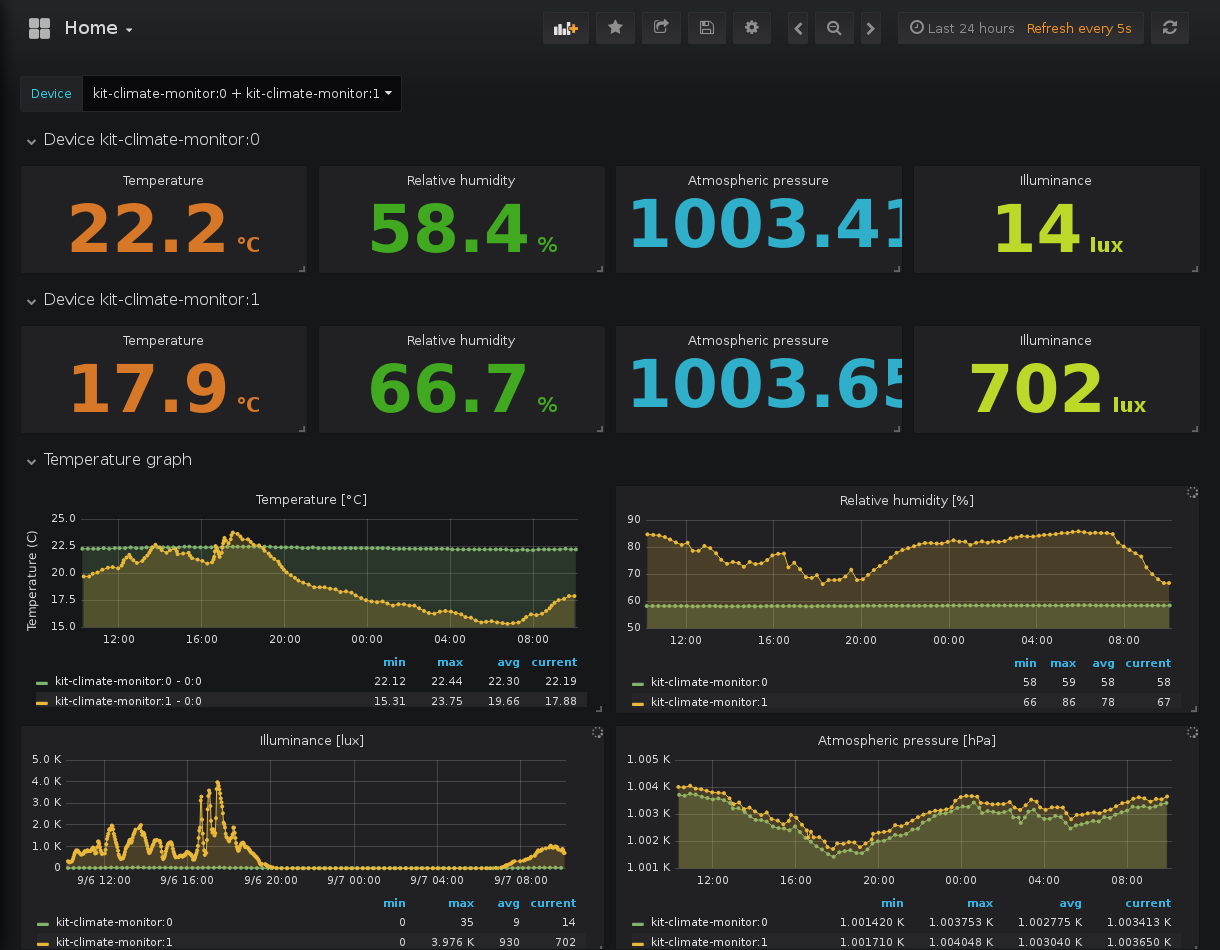 Home
Last 24 hours Refresh every 5s
Device kit-climate-monitor:0 + kit-climate-monitor:1
Device kit-climate-monitor:0
Temperature Relative humidity Atmospheric pressure Illuminance
22.2 °C 58.4 % 1003.41 14 lux
Device kit-climate-monitor:1
Temperature Relative humidity Atmospheric pressure Illuminance
17.9 °C 66.7 % 1003.65 702 lux
Temperature graph
Temperature [°C]
Temperature (C)
25.0
22.5
20.0
17.5
15.0
12:00 16:00 20:00 00:00 04:00 08:00
min max avg current
kit-climate-monitor:0 - 0:0 22.12 22.44 22.30 22.19
kit-climate-monitor:1 - 0:0 15.31 23.75 19.66 17.88
Relative humidity [%]
90
80
70
60
50
12:00 16:00 20:00 00:00 04:00 08:00
min max avg current
kit-climate-monitor:0 58 59 58 58
kit-climate-monitor:1 66 86 78 67
Illuminance [lux]
5.0 K
4.0 K
3.0 K
2.0 K
1.0 K
0
9/6 12:00 9/6 16:00 9/6 20:00 9/7 00:00 9/7 04:00 9/7 08:00
min max avg current
kit-climate-monitor:0 0 35 9 14
kit-climate-monitor:1 0 3.976 K 930 702
Atmospheric pressure [hPa]
1.005 K
1.004 K
1.003 K
1.002 K
1.001 K
12:00 16:00 20:00 00:00 04:00 08:00
min max avg current
kit-climate-monitor:0 1.001420 K 1.003753 K 1.002775 K 1.003413 K
kit-climate-monitor:1 1.001710 K 1.004048 K 1.003040 K 1.003650 K